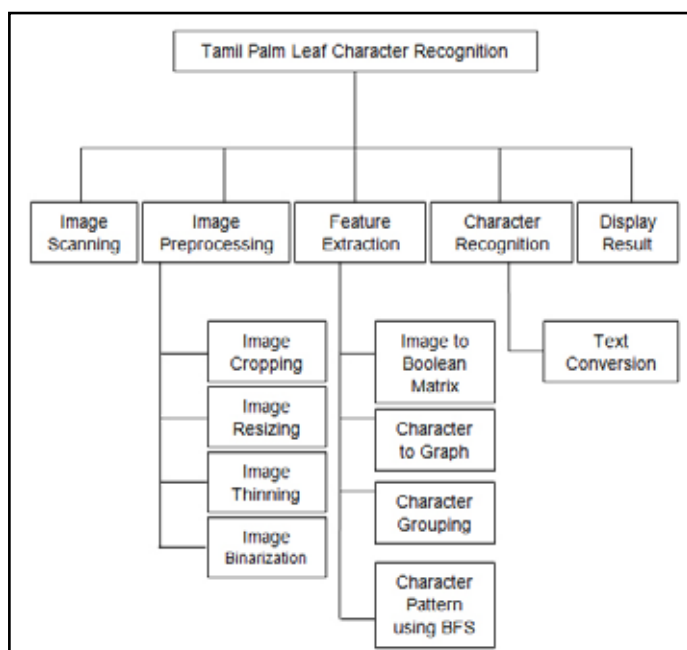 Tamil Palm Leaf Character Recognition
Image
Scanning
Image
Preprocessing
Feature
Extraction
Character
Recognition
Display
Result
Image
Cropping
Image
Resizing
Image
Thinning
Image
Binarization
Image to
Boolean
Matrix
Character
to Graph
Character
Grouping
Character
Pattern
using BFS
Text
Conversion